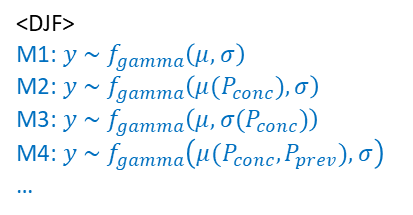 <DJF>
M1: y ~ f_gamma(μ, σ)
M2: y ~ f_gamma(μ(P_conc), σ)
M3: y ~ f_gamma(μ, σ(P_conc))
M4: y ~ f_gamma(μ(P_conc, P_prev), σ)
…